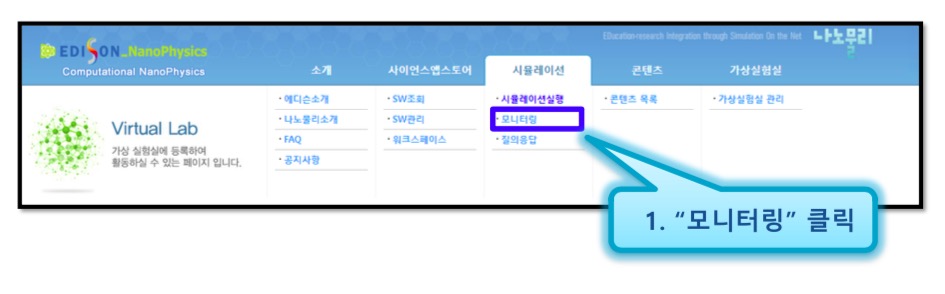 EDucation-research Integration through Simulation On the Net 나노물리
EDISON_NanoPhysics
Computational NanoPhysics
소개 사이언스앱스토어 시뮬레이션 콘텐츠 가상실험실
· 에디슨소개 · SW조회 · 시뮬레이션실행 · 콘텐츠 목록 · 가상실험실 관리
· 나노물리소개 · SW관리 · 모니터링
· FAQ · 워크스페이스 · 질의응답
· 공지사항
Virtual Lab
가상 실험실에 등록하여
활동하실 수 있는 페이지 입니다.
1. “모니터링” 클릭